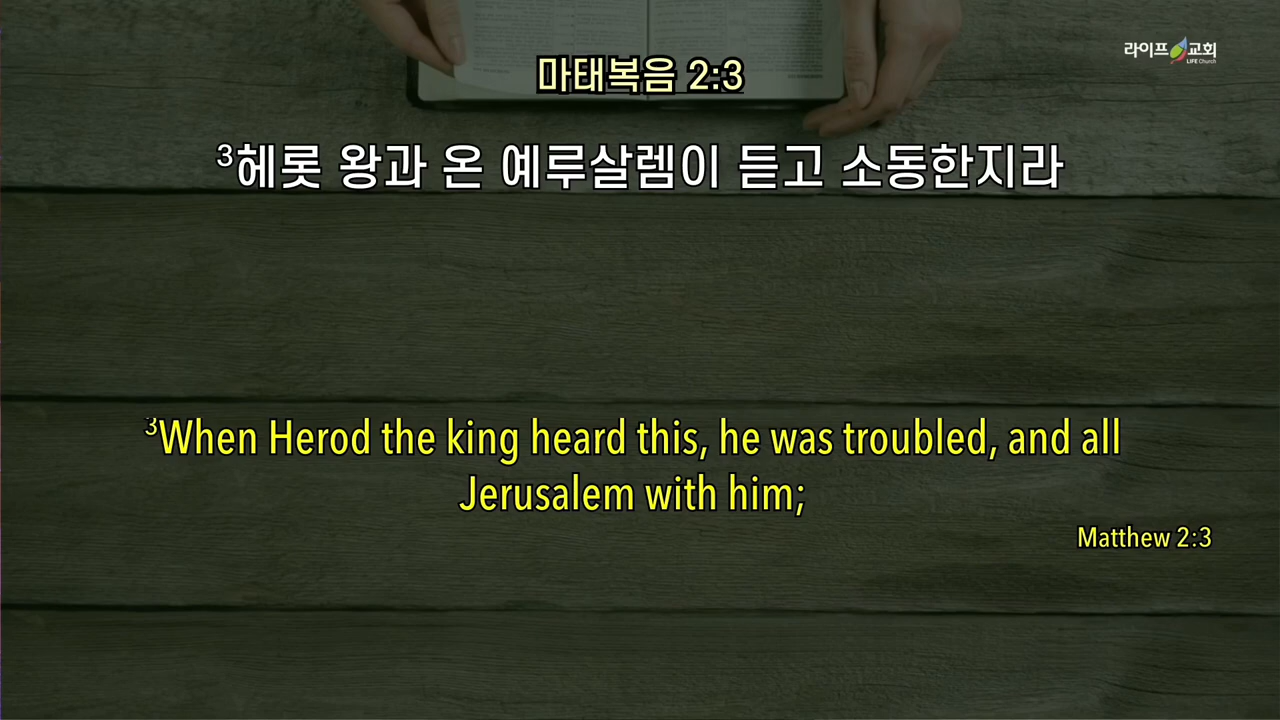 라이프 교회
LIFE Church
마태복음 2:3
³헤롯 왕과 온 예루살렘이 듣고 소동한지라
³When Herod the king heard this, he was troubled, and all
Jerusalem with him;
Matthew 2:3